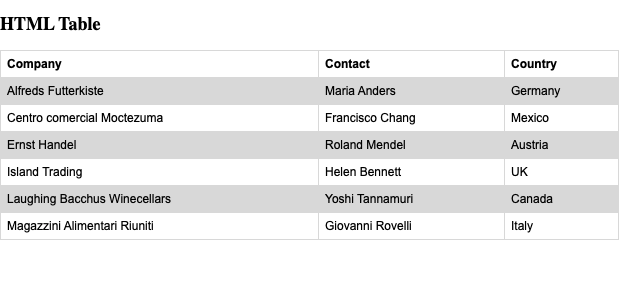 HTML Table
Company Contact Country
Alfreds Futterkiste Maria Anders Germany
Centro comercial Moctezuma Francisco Chang Mexico
Ernst Handel Roland Mendel Austria
Island Trading Helen Bennett UK
Laughing Bacchus Winecellars Yoshi Tannamuri Canada
Magazzini Alimentari Riuniti Giovanni Rovelli Italy